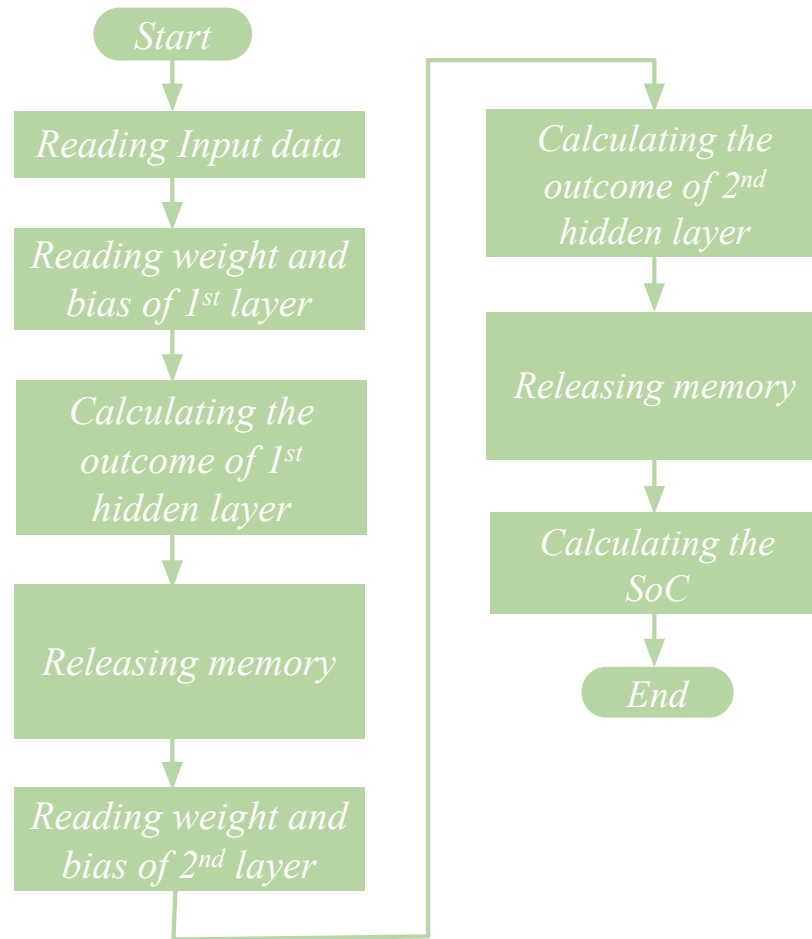 Start
Reading Input data
Reading weight and
bias of 1st layer
Calculating the
outcome of 1st
hidden layer
Releasing memory
Reading weight and
bias of 2nd layer
Calculating the
outcome of 2nd
hidden layer
Releasing memory
Calculating the
SoC
End